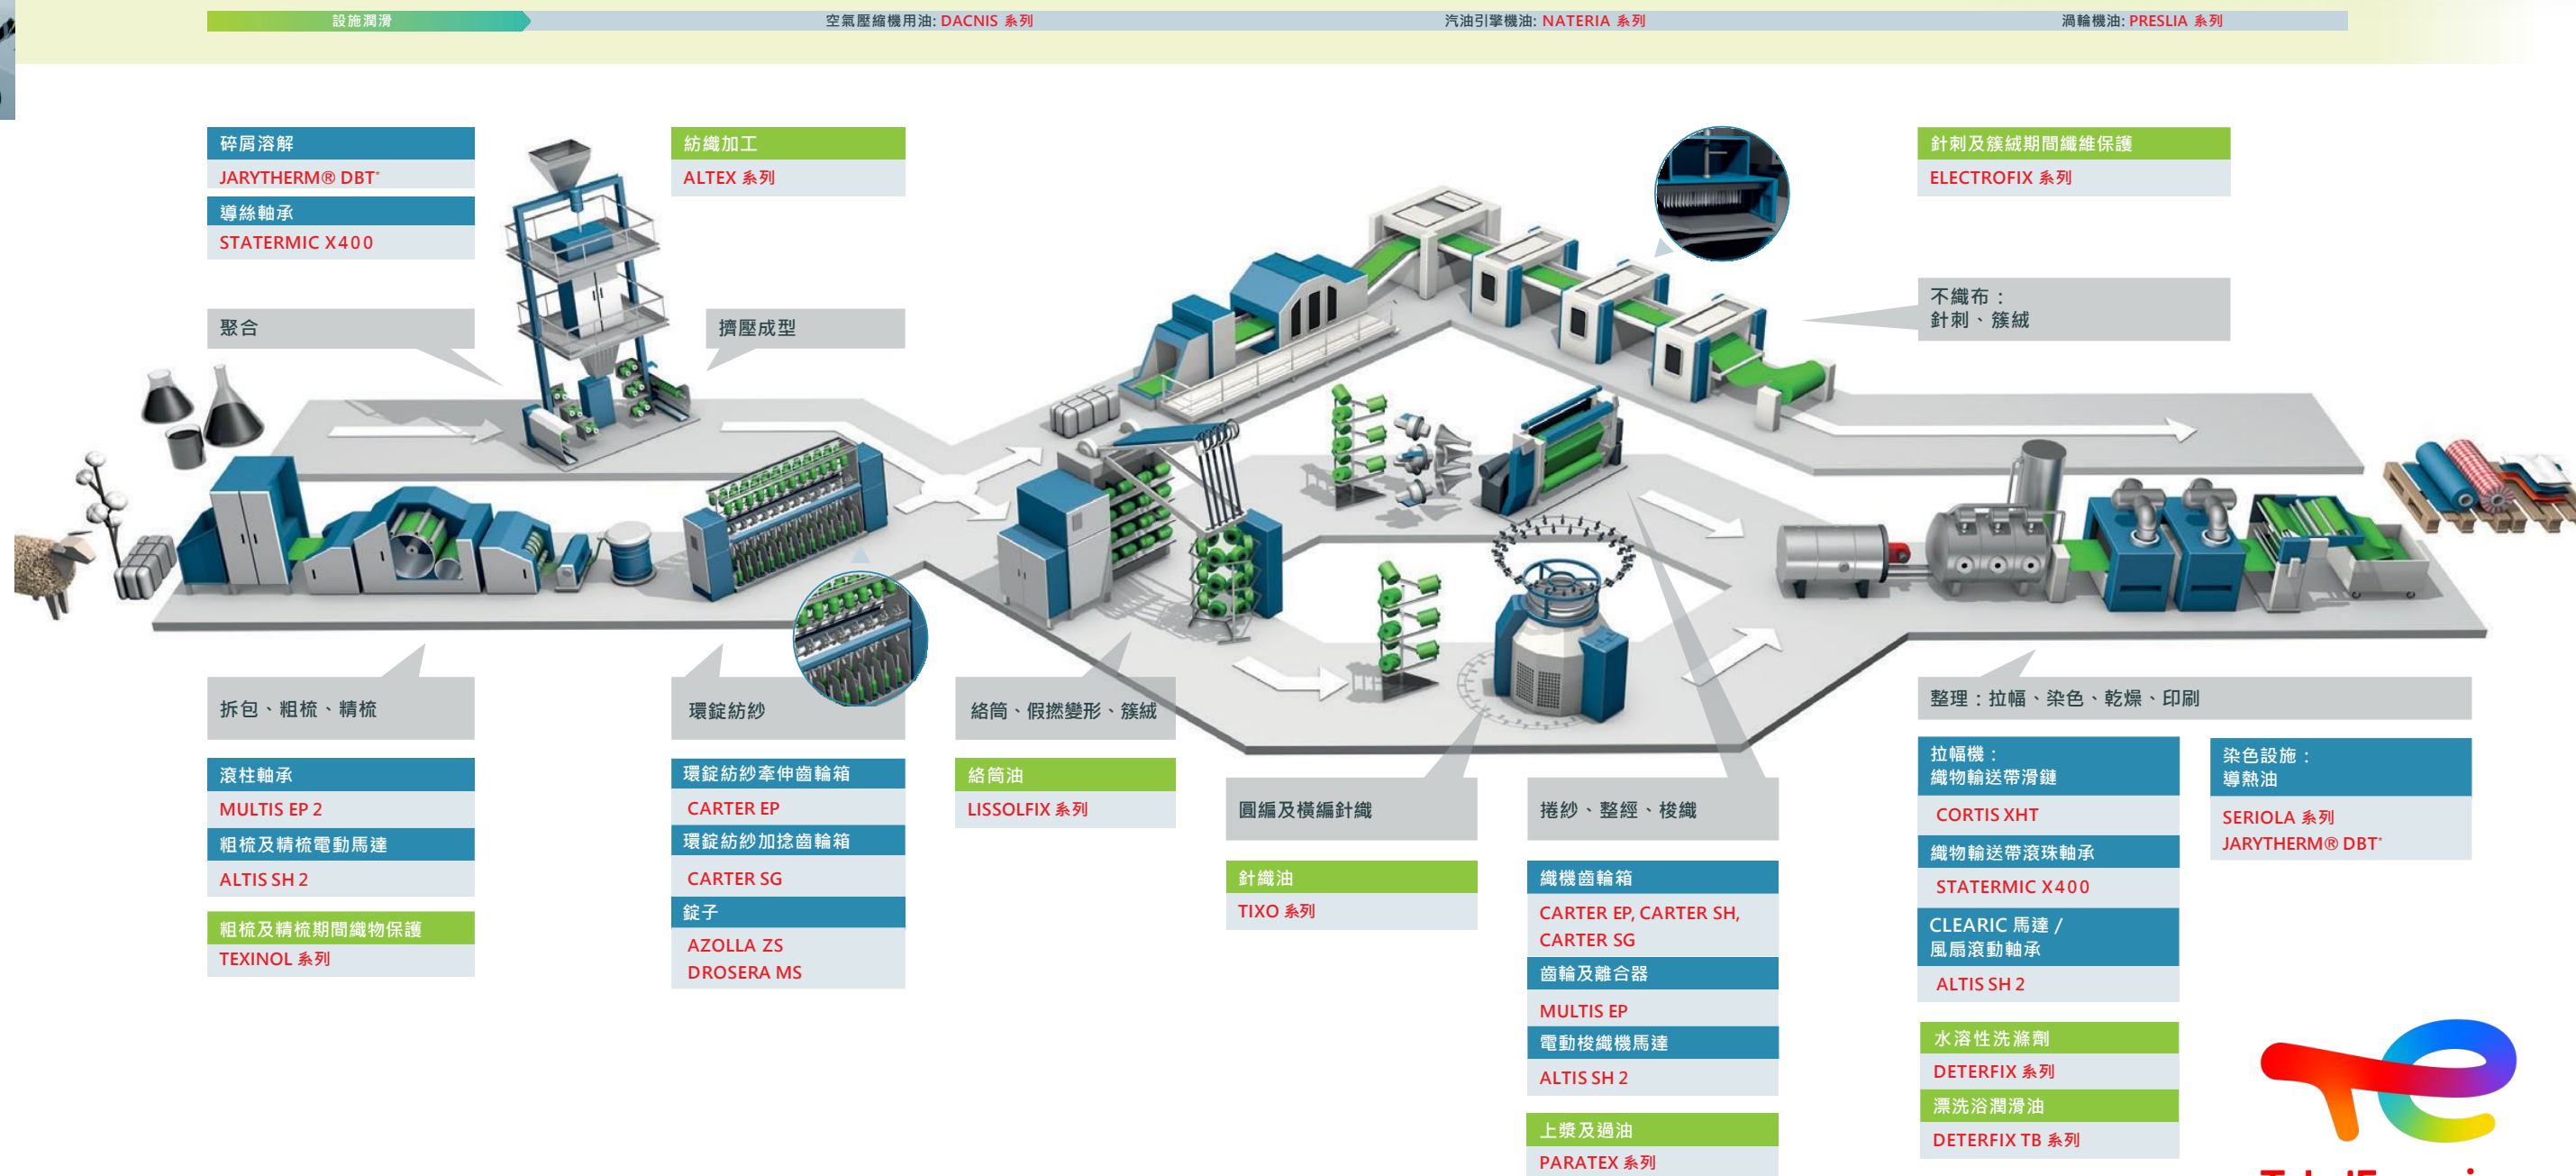 設施潤滑
空氣壓縮機用油: DACNIS 系列
汽油引擎機油: NATERIA 系列
渦輪機油: PRESLIA 系列
碎屑溶解
JARYTHERM® DBT*
導絲軸承
STATERMIC X400
紡織加工
ALTEX 系列
針刺及簇絨期間纖維保護
ELECTROFIX 系列
聚合
擠壓成型
不織布：
針刺、簇絨
拆包、粗梳、精梳
滾柱軸承
MULTIS EP 2
粗梳及精梳電動馬達
ALTIS SH 2
粗梳及精梳期間織物保護
TEXINOL 系列
環錠紡紗
環錠紡紗牽伸齒輪箱
CARTER EP
環錠紡紗加捻齒輪箱
CARTER SG
錠子
AZOLLA ZS
DROSERA MS
絡筒、假撚變形、簇絨
絡筒油
LISSOLFIX 系列
圓編及橫編針織
針織油
TIXO 系列
捲紗、整經、梭織
織機齒輪箱
CARTER EP, CARTER SH,
CARTER SG
齒輪及離合器
MULTIS EP
電動梭織機馬達
ALTIS SH 2
上漿及過油
PARATEX 系列
整理：拉幅、染色、乾燥、印刷
拉幅機：
織物輸送帶滑鏈
CORTIS XHT
織物輸送帶滾珠軸承
STATERMIC X400
CLEARIC 馬達 /
風扇滾動軸承
ALTIS SH 2
水溶性洗滌劑
DETERFIX 系列
漂洗浴潤滑油
DETERFIX TB 系列
染色設施：
導熱油
SERIOLA 系列
JARYTHERM® DBT*